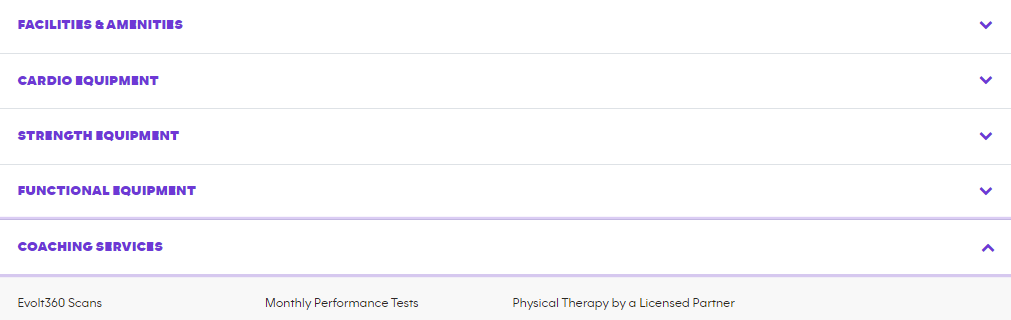 FACILITIES & AMENITIES
CARDIO EQUIPMENT
STRENGTH EQUIPMENT
FUNCTIONAL EQUIPMENT
COACHING SERVICES
Evolt360 Scans Monthly Performance Tests Physical Therapy by a Licensed Partner